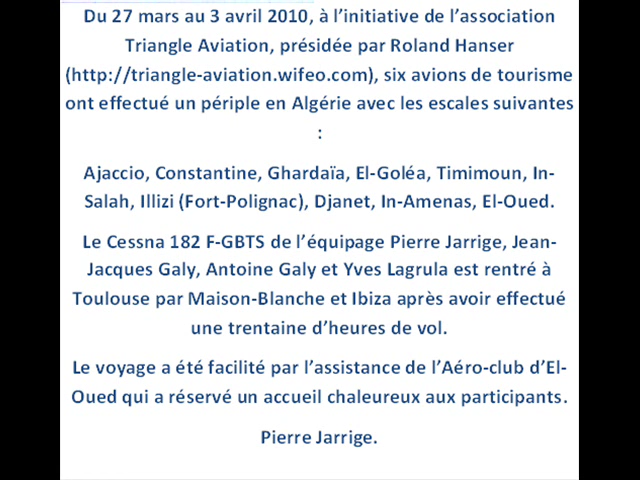 Du 27 mars au 3 avril 2010, à l’initiative de l’association
Triangle Aviation, présidée par Roland Hanser
(http://triangle-aviation.wifeo.com), six avions de tourisme
ont effectué un périple en Algérie avec les escales suivantes
:
Ajaccio, Constantine, Ghardaïa, El-Goléa, Timimoun, In-
Salah, Illizi (Fort-Polignac), Djanet, In-Amenas, El-Oued.
Le Cessna 182 F-GBTS de l’équipage Pierre Jarrige, Jean-
Jacques Galy, Antoine Galy et Yves Lagrula est rentré à
Toulouse par Maison-Blanche et Ibiza après avoir effectué
une trentaine d’heures de vol.
Le voyage a été facilité par l’assistance de l’Aéro-club d’El-
Oued qui a réservé un accueil chaleureux aux participants.
Pierre Jarrige.